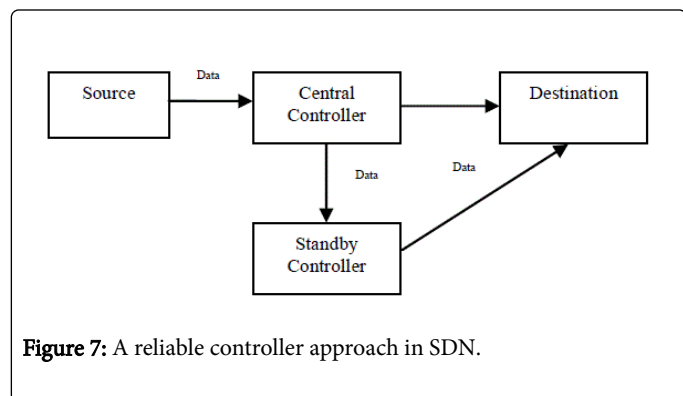 Data
Source
Central
Controller
Destination
Data
Data
Standby
Controller
Figure 7: A reliable controller approach in SDN.